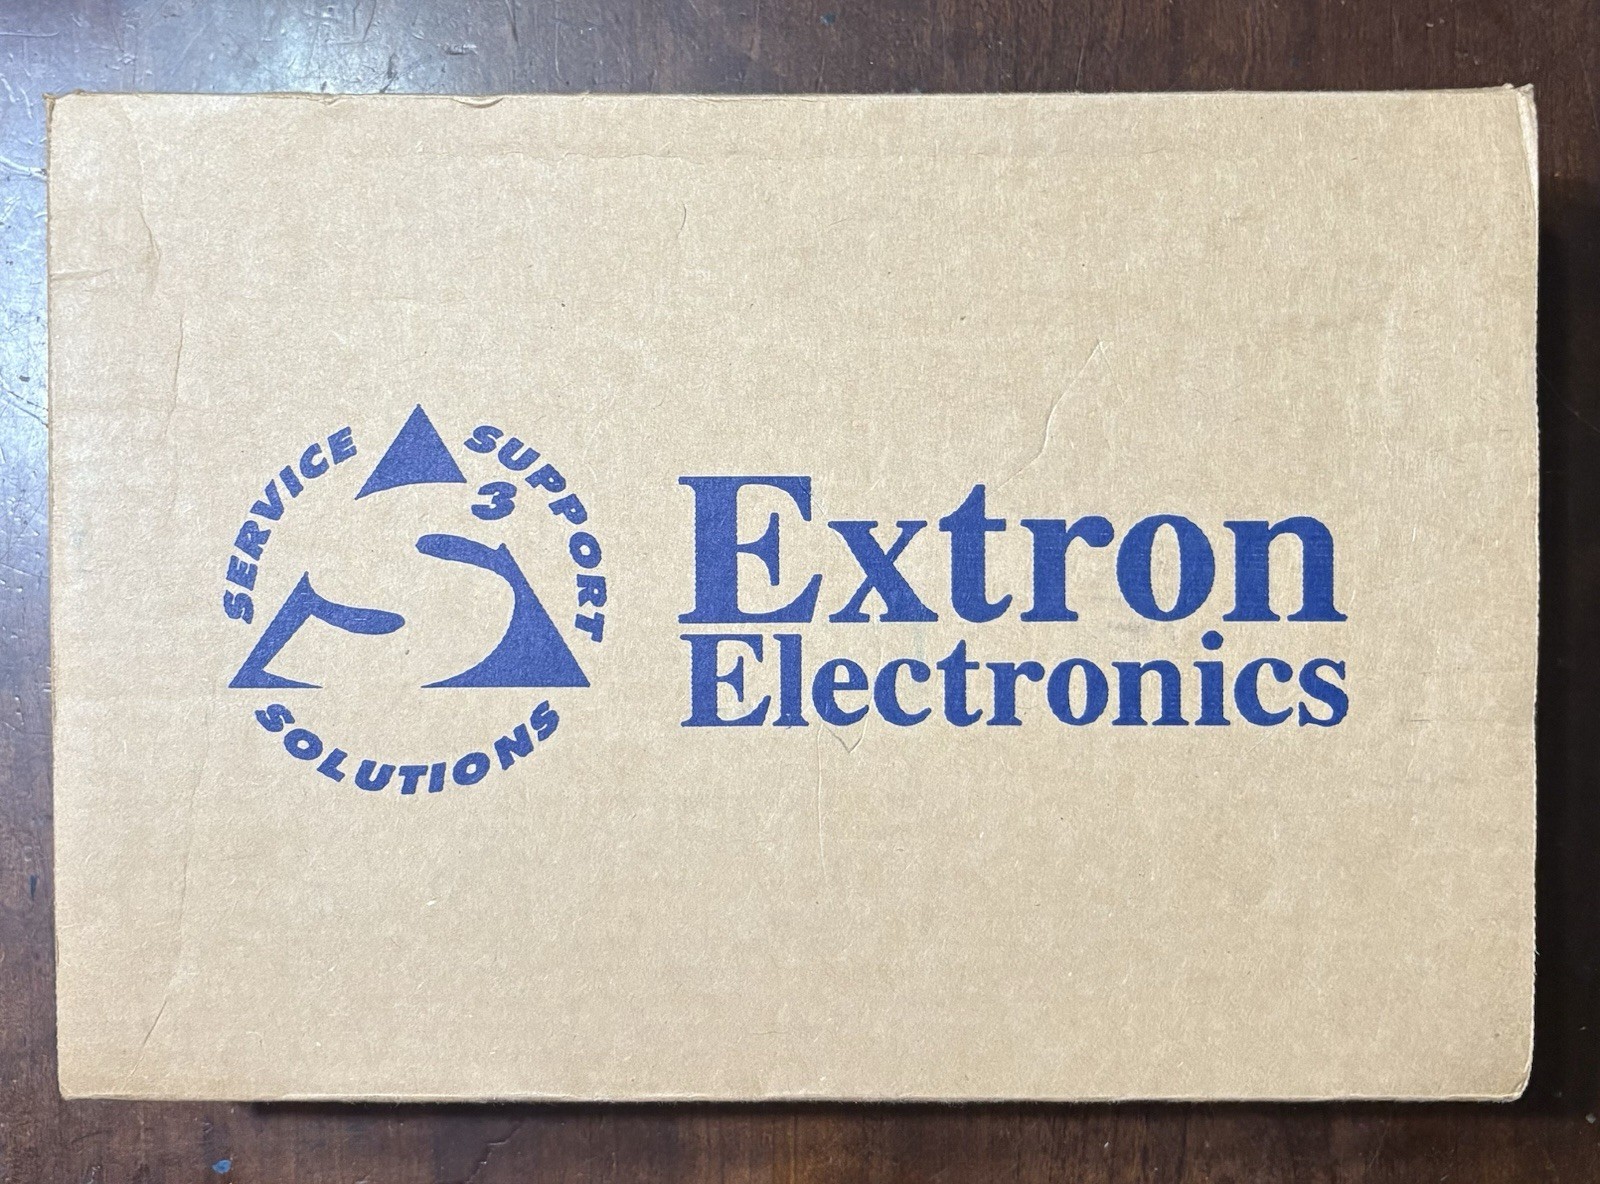 SERVICE
SUPPORT
3
SOLUTIONS
Extron
Electronics